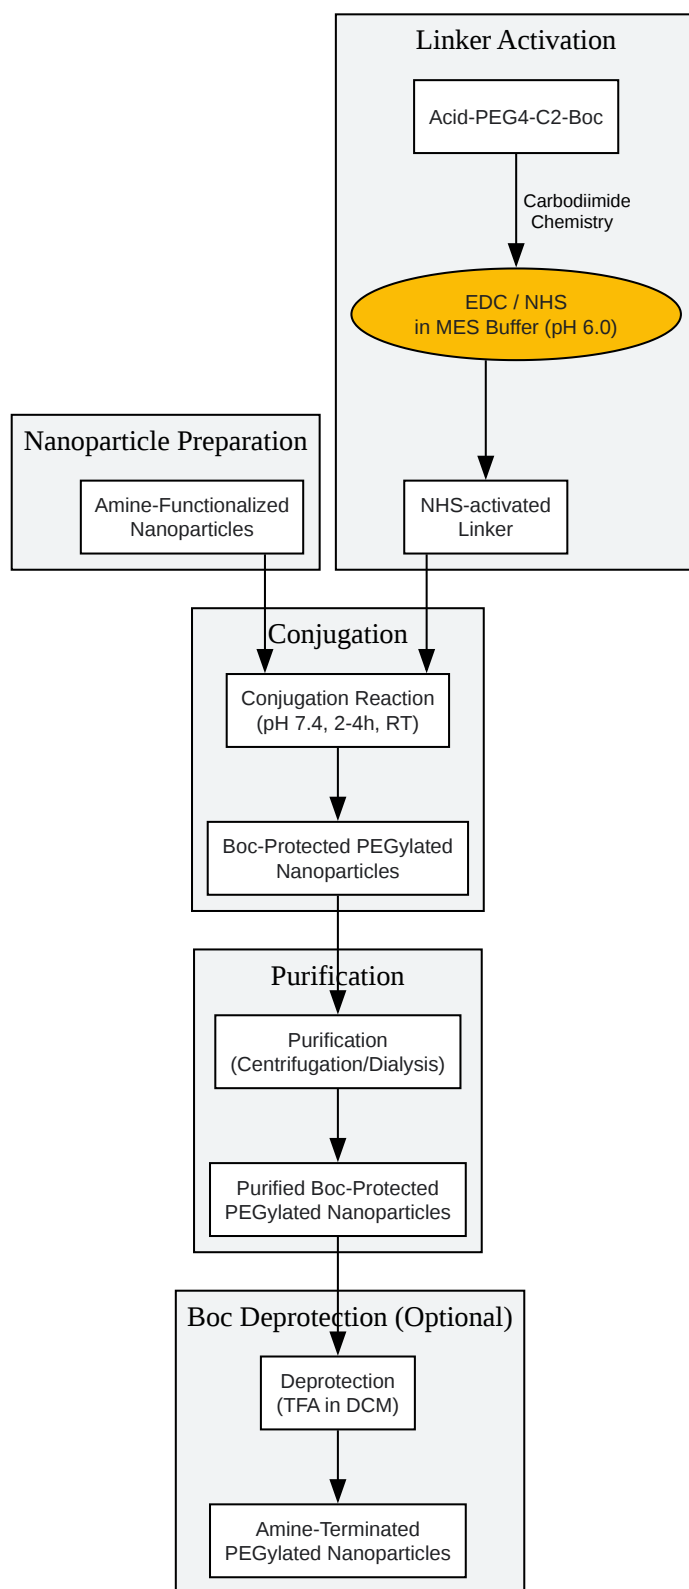 Linker Activation
Acid-PEG4-C2-Boc
Carbodiimide
Chemistry
EDC / NHS
in MES Buffer (pH 6.0)
Nanoparticle Preparation
Amine-Functionalized
Nanoparticles
NHS-activated
Linker
Conjugation
Conjugation Reaction
(pH 7.4, 2-4h, RT)
Boc-Protected PEGylated
Nanoparticles
Purification
Purification
(Centrifugation/Dialysis)
Purified Boc-Protected
PEGylated Nanoparticles
Boc Deprotection (Optional)
Deprotection
(TFA in DCM)
Amine-Terminated
PEGylated Nanoparticles